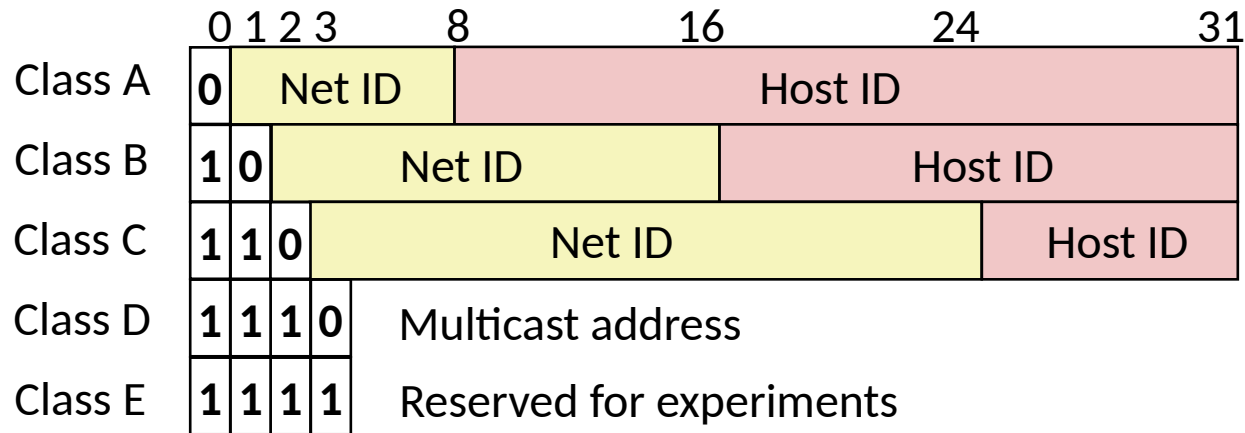 0 1 2 3 8 16 24 31
Class A 0 Net ID Host ID
Class B 1 0 Net ID Host ID
Class C 1 1 0 Net ID Host ID
Class D 1 1 1 0 Multicast address
Class E 1 1 1 1 Reserved for experiments